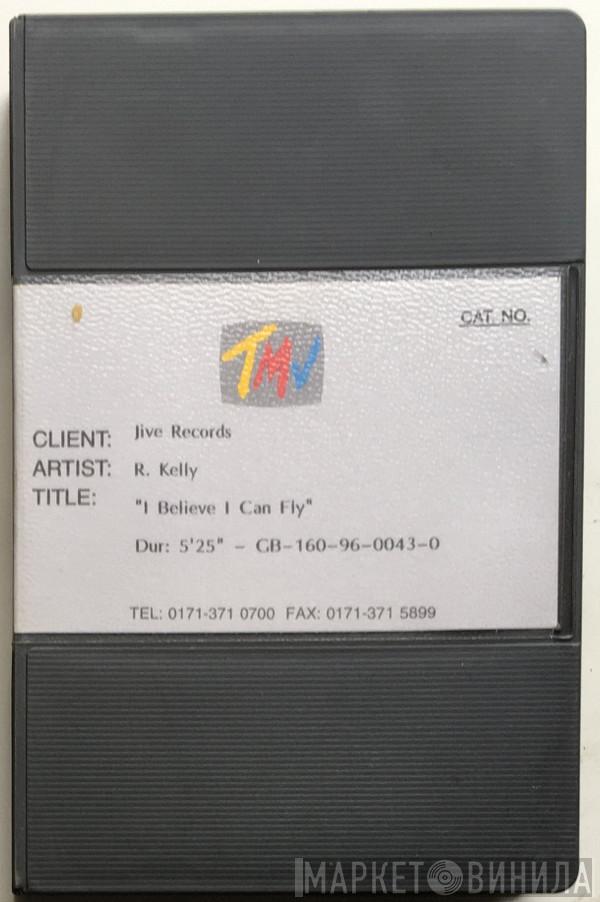 CAT. NO.
TMV
CLIENT: Jive Records
ARTIST: R. Kelly
TITLE: "I Believe I Can Fly"
Dur: 5'25" - GB-160-96-0043-0
TEL: 0171-371 0700 FAX: 0171-371 5899
МАРКЕТ ВИНИЛА